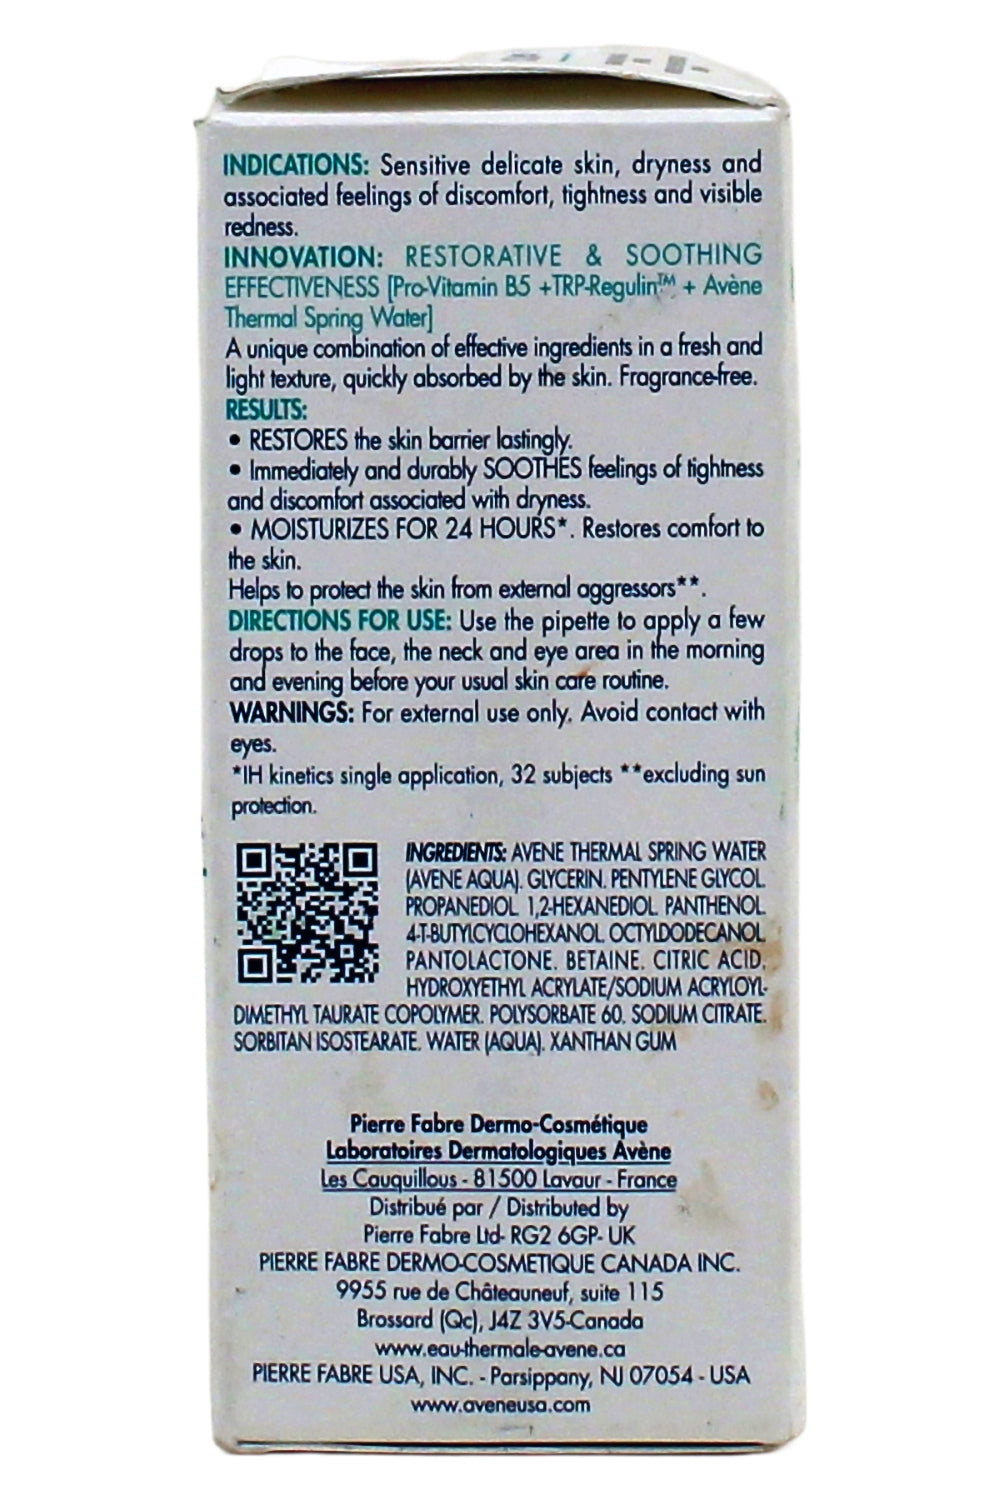 INDICATIONS: Sensitive delicate skin, dryness and
associated feelings of discomfort, tightness and visible
redness.
INNOVATION: RESTORATIVE & SOOTHING
EFFECTIVENESS [Pro-Vitamin B5 +TRP-Regulin™ + Avène
Thermal Spring Water]
A unique combination of effective ingredients in a fresh and
light texture, quickly absorbed by the skin. Fragrance-free.
RESULTS:
• RESTORES the skin barrier lastingly.
• Immediately and durably SOOTHES feelings of tightness
and discomfort associated with dryness.
• MOISTURIZES FOR 24 HOURS*. Restores comfort to
the skin.
Helps to protect the skin from external aggressors**.
DIRECTIONS FOR USE: Use the pipette to apply a few
drops to the face, the neck and eye area in the morning
and evening before your usual skin care routine.
WARNINGS: For external use only. Avoid contact with
eyes.
*IH kinetics single application, 32 subjects **excluding sun
protection.
INGREDIENTS: AVENE THERMAL SPRING WATER
(AVENE AQUA). GLYCERIN. PENTYLENE GLYCOL.
PROPANEDIOL. 1,2-HEXANEDIOL. PANTHENOL.
4-T-BUTYLCYCLOHEXANOL. OCTYLDODECANOL.
PANTOLACTONE. BETAINE. CITRIC ACID.
HYDROXYETHYL ACRYLATE/SODIUM ACRYLOYL-
DIMETHYL TAURATE COPOLYMER. POLYSORBATE 60. SODIUM CITRATE.
SORBITAN ISOSTEARATE. WATER (AQUA). XANTHAN GUM
Pierre Fabre Dermo-Cosmétique
Laboratoires Dermatologiques Avène
Les Cauquillous - 81500 Lavaur - France
Distribué par / Distributed by
Pierre Fabre Ltd- RG2 6GP- UK
PIERRE FABRE DERMO-COSMETIQUE CANADA INC.
9955 rue de Châteauneuf, suite 115
Brossard (Qc), J4Z 3V5-Canada
www.eau-thermale-avene.ca
PIERRE FABRE USA, INC. - Parsippany, NJ 07054 - USA
www.aveneusa.com